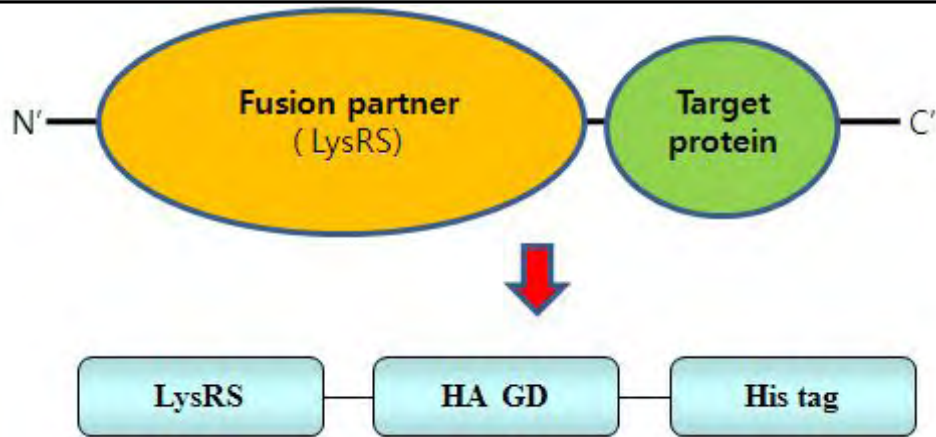 Fusion partner
( LysRS)
Target
protein
N’
C’
LysRS
HA GD
His tag